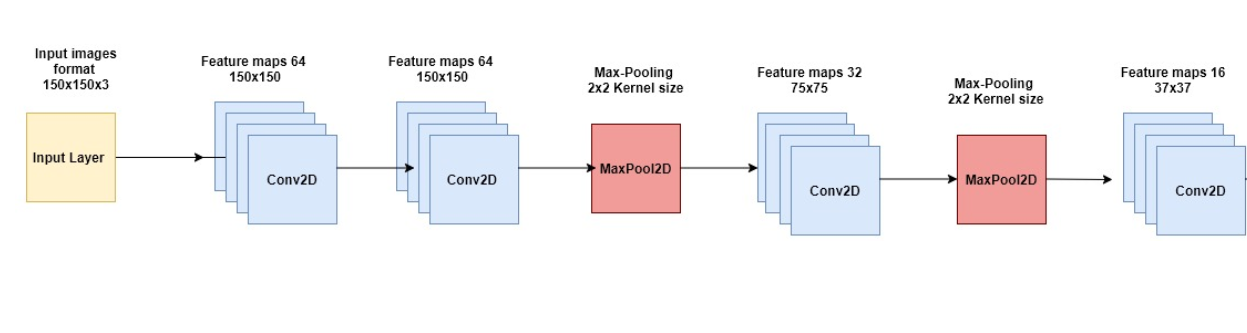 Input images
format
150x150x3
Input Layer
Feature maps 64
150x150
Conv2D
Feature maps 64
150x150
Conv2D
Max-Pooling
2x2 Kernel size
MaxPool2D
Feature maps 32
75x75
Conv2D
Max-Pooling
2x2 Kernel size
MaxPool2D
Feature maps 16
37x37
Conv2D